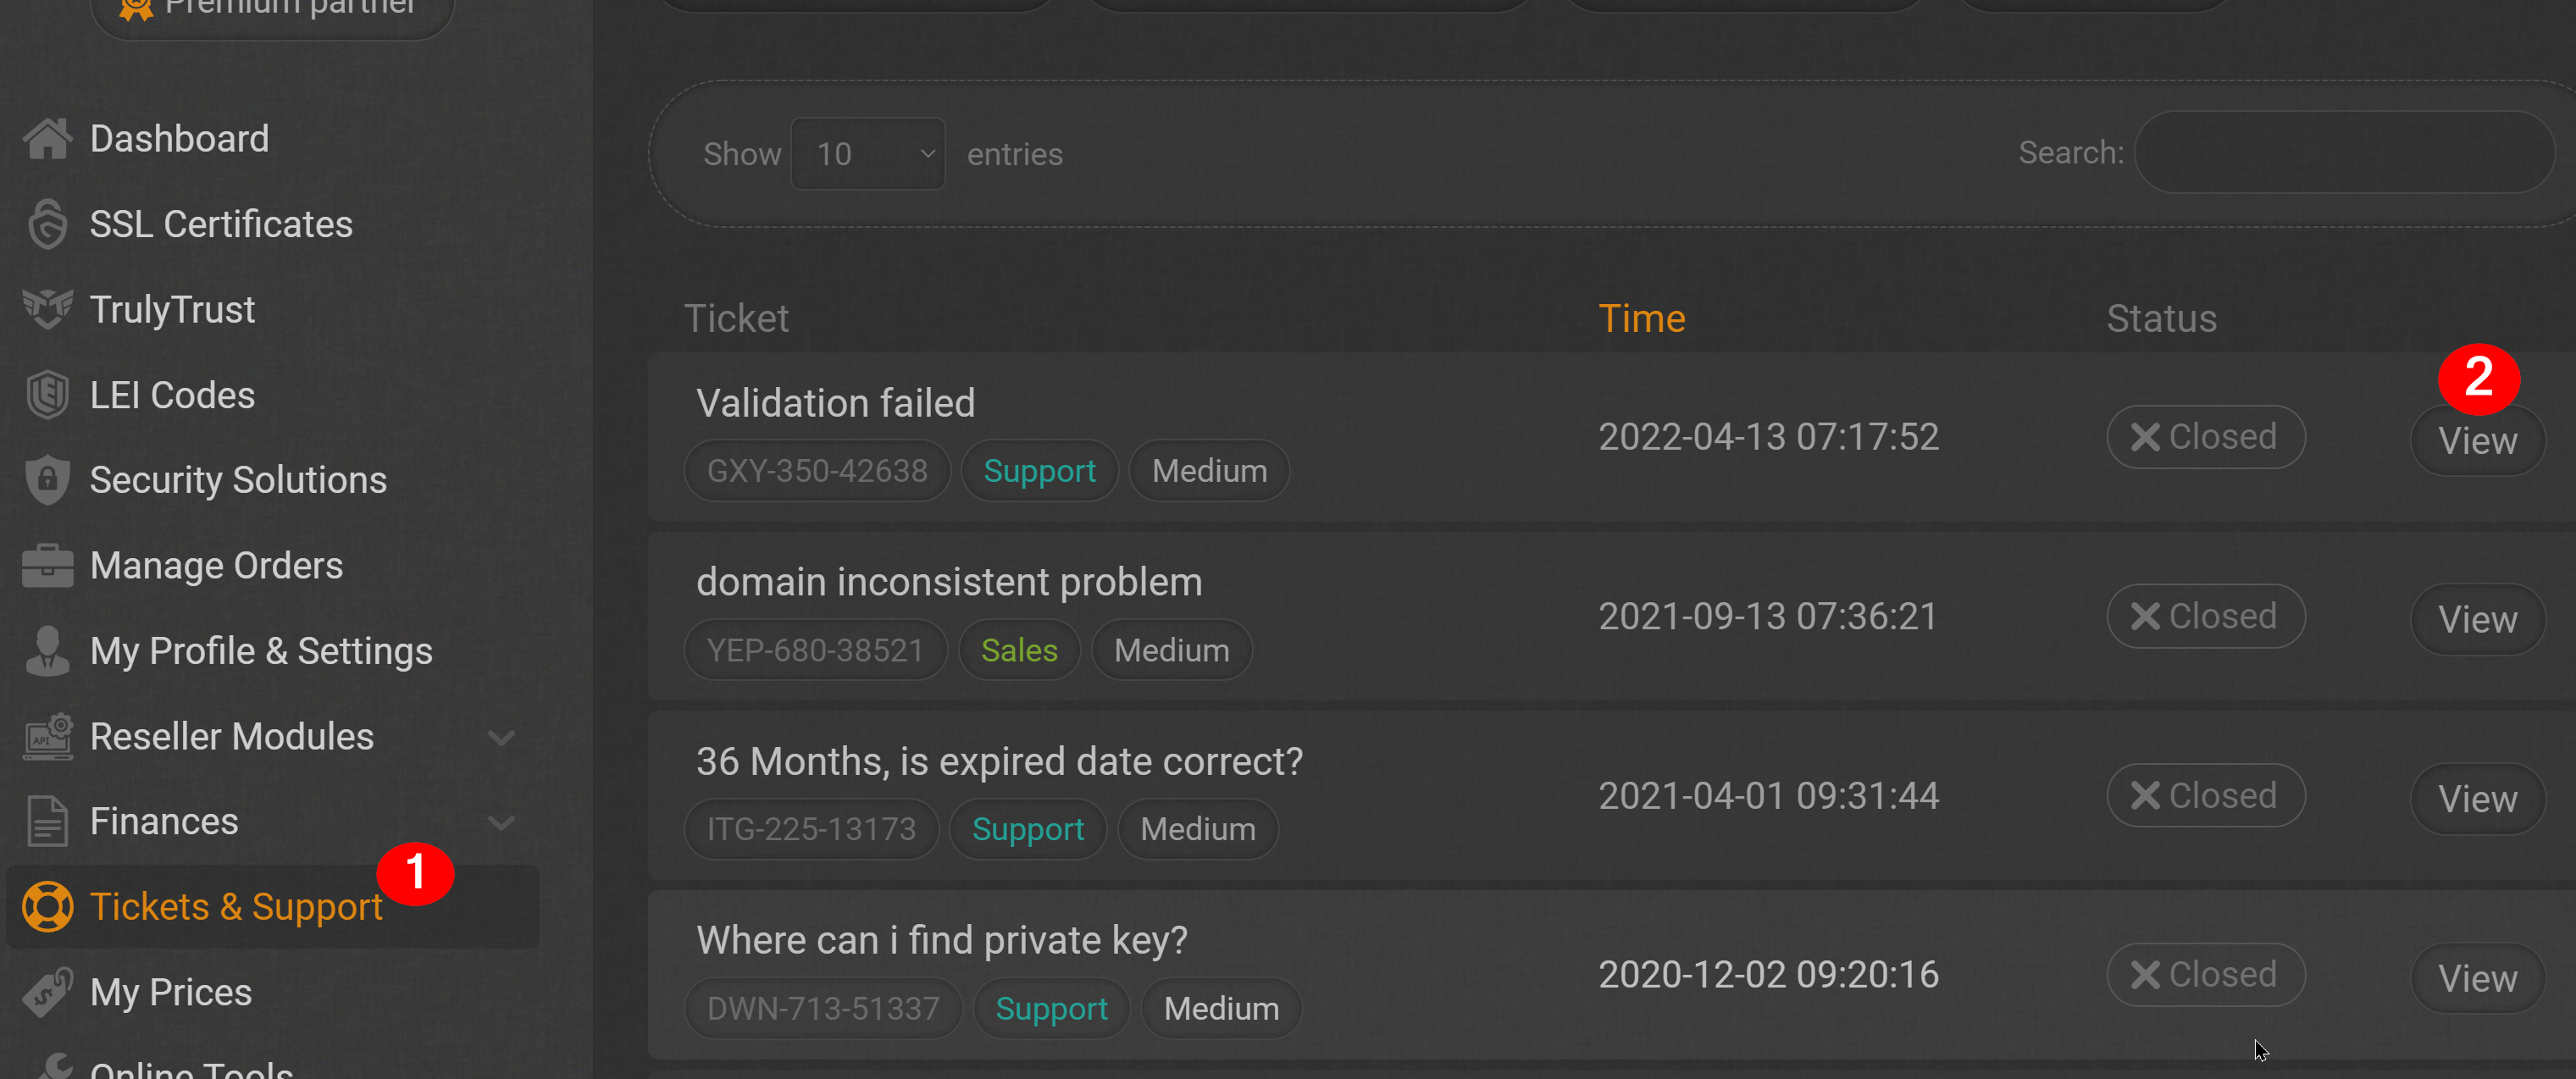 Premium partner
Dashboard
SSL Certificates
TrulyTrust
LEI Codes
Security Solutions
Manage Orders
My Profile & Settings
API
Reseller Modules
Finances
1
Tickets & Support
My Prices
Online Tools
Show 10 entries
Search:
Ticket Time Status
2
Validation failed
GXY-350-42638 Support Medium
2022-04-13 07:17:52
Closed
View
domain inconsistent problem
YEP-680-38521 Sales Medium
2021-09-13 07:36:21
Closed
View
36 Months, is expired date correct?
ITG-225-13173 Support Medium
2021-04-01 09:31:44
Closed
View
Where can i find private key?
DWN-713-51337 Support Medium
2020-12-02 09:20:16
Closed
View